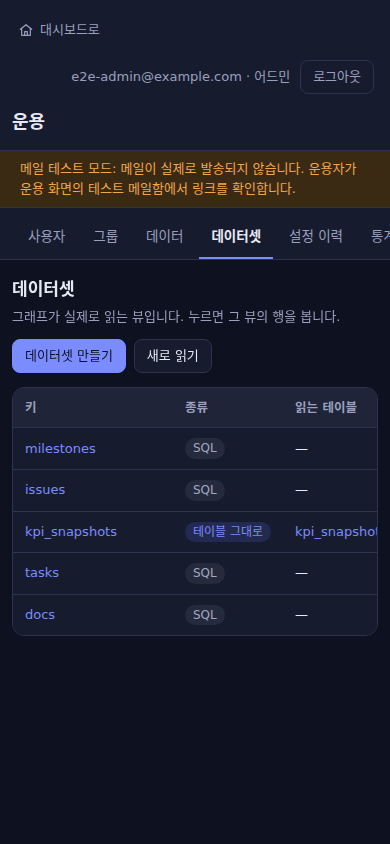 대시보드로
e2e-admin@example.com · 어드민
로그아웃
운용
메일 테스트 모드: 메일이 실제로 발송되지 않습니다. 운용자가
운용 화면의 테스트 메일함에서 링크를 확인합니다.
사용자 그룹 데이터 데이터셋 설정 이력 통계
데이터셋
그래프가 실제로 읽는 뷰입니다. 누르면 그 뷰의 행을 봅니다.
데이터셋 만들기 새로 읽기
키 종류 읽는 테이블
milestones SQL —
issues SQL —
kpi_snapshots 테이블 그대로 kpi_snapshot
tasks SQL —
docs SQL —